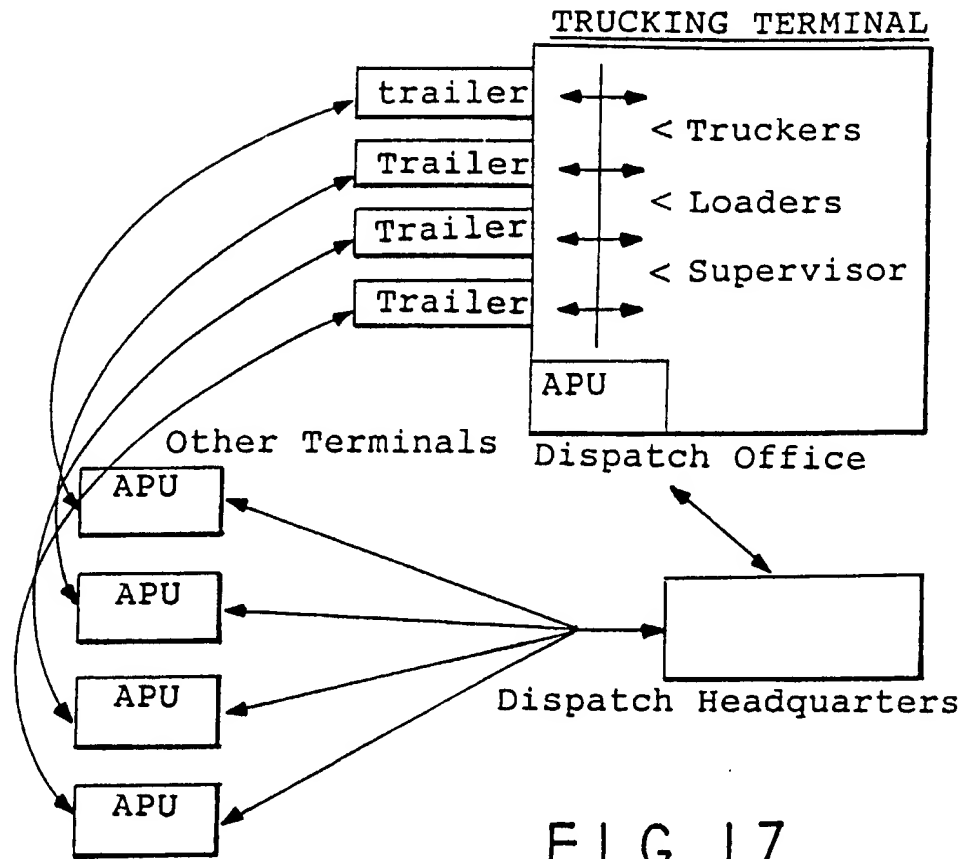 TRUCKING TERMINAL
trailer
< Truckers
Trailer
< Loaders
Trailer
< Supervisor
Trailer
APU
Other Terminals
Dispatch Office
APU
APU
APU
Dispatch Headquarters
APU
FIG 17